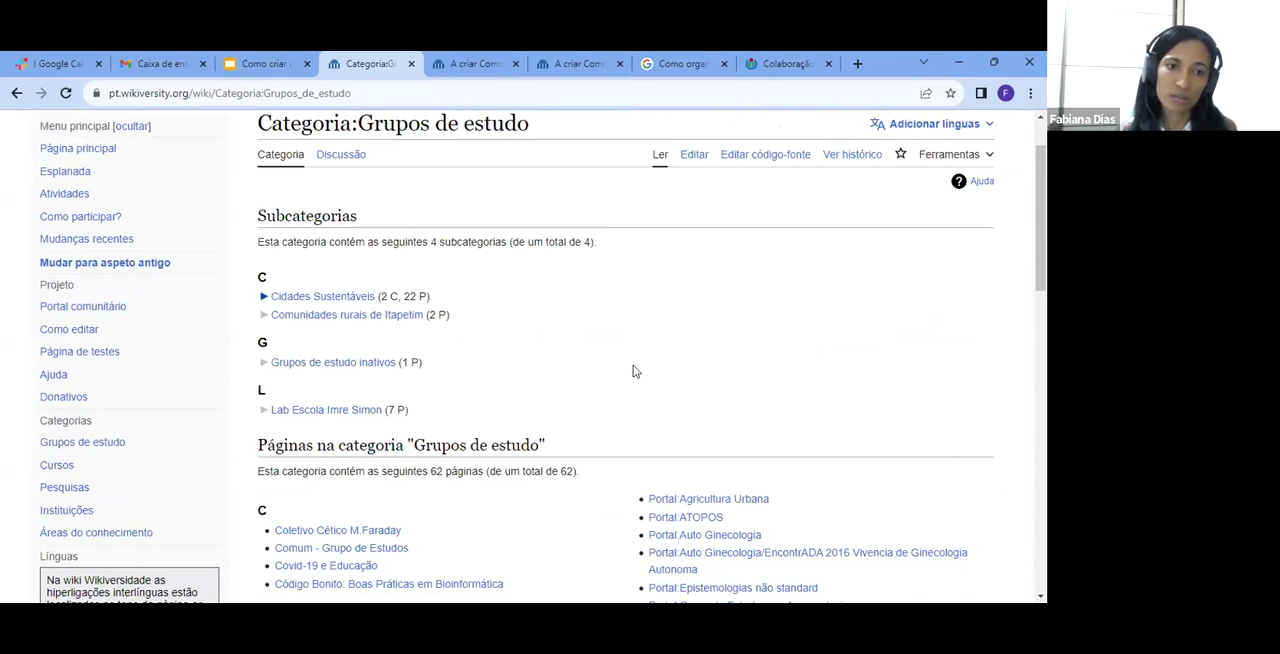 ! Google Cal
Caixa de en
Como criar
Categoria:G
A criar Com
A criar Com
Como organ
Colaboração
pt.wikiversity.org/wiki/Categoria:Grupos_de_estudo
F
Fabiana Dias
Menu principal [ocultar]
Página principal
Esplanada
Atividades
Como participar?
Mudanças recentes
Mudar para aspeto antigo
Projeto
Portal comunitário
Como editar
Página de testes
Ajuda
Donativos
Categorias
Grupos de estudo
Cursos
Pesquisas
Instituições
Áreas do conhecimento
Línguas
Na wiki Wikiversidade as
hiperligações interlínguas estão
Categoria:Grupos de estudo
Adicionar línguas
Categoria Discussão
Ler Editar Editar código-fonte Ver histórico Ferramentas
Ajuda
Subcategorias
Esta categoria contém as seguintes 4 subcategorias (de um total de 4).
C
Cidades Sustentáveis (2 C, 22 P)
Comunidades rurais de Itapetim (2 P)
G
Grupos de estudo inativos (1 P)
L
Lab Escola Imre Simon (7 P)
Páginas na categoria "Grupos de estudo"
Esta categoria contém as seguintes 62 páginas (de um total de 62).
C
Coletivo Cético M.Faraday
Comum - Grupo de Estudos
Covid-19 e Educação
Código Bonito: Boas Práticas em Bioinformática
Portal:Agricultura Urbana
Portal:ATOPOS
Portal:Auto Ginecologia
Portal:Auto Ginecologia/EncontrADA 2016 Vivencia de Ginecologia
Autonoma
Portal:Epistemologias não standard